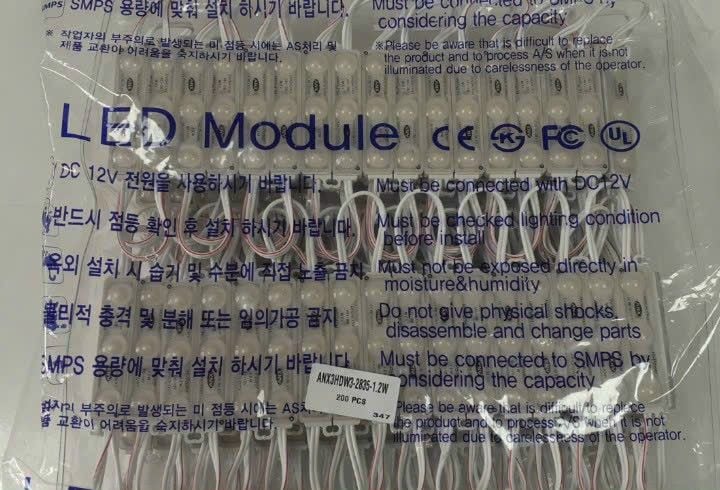 SMPS 용량에 맞춰 설치 하시기 바랍니다.
Must be connected to SMPS by
considering the capacity
※ 작업자의 부주의로 발생되는 미 점등 시에는 AS처리 및
제품 교환이 어려움을 숙지하시기 바랍니다.
※Please be aware that is difficult to replace
the product and to process A/S when it is not
illuminated due to carelessness of the operator.
LED Module CE FC UL
DC 12V 전원을 사용하시기 바랍니다.
Must be connected with DC12V
반드시 점등 확인 후 설치 하시기 바랍니다.
Must be checked lighting condition
before install
옥외 설치 시 습거 및 수분에 직접 노출 금지
Must not be exposed directly in
moisture&humidity
물리적 충격 및 분해 또는 임의가공 금지
Do not give physical shocks,
disassemble and change parts
SMPS 용량에 맞춰 설치 하시기 바랍니다.
Must be connected to SMPS by
considering the capacity
ANX3HDW3-2835-1.2W
200 PCS
347
업자의 부주의로 발생되는 미 점등 시에는 AS처
품 교환이 어려움을 숙지하시기 바랍니다.
Please be aware that is difficult to replace
the product and to process A/S when it is not
illuminated due to carelessness of the operator.